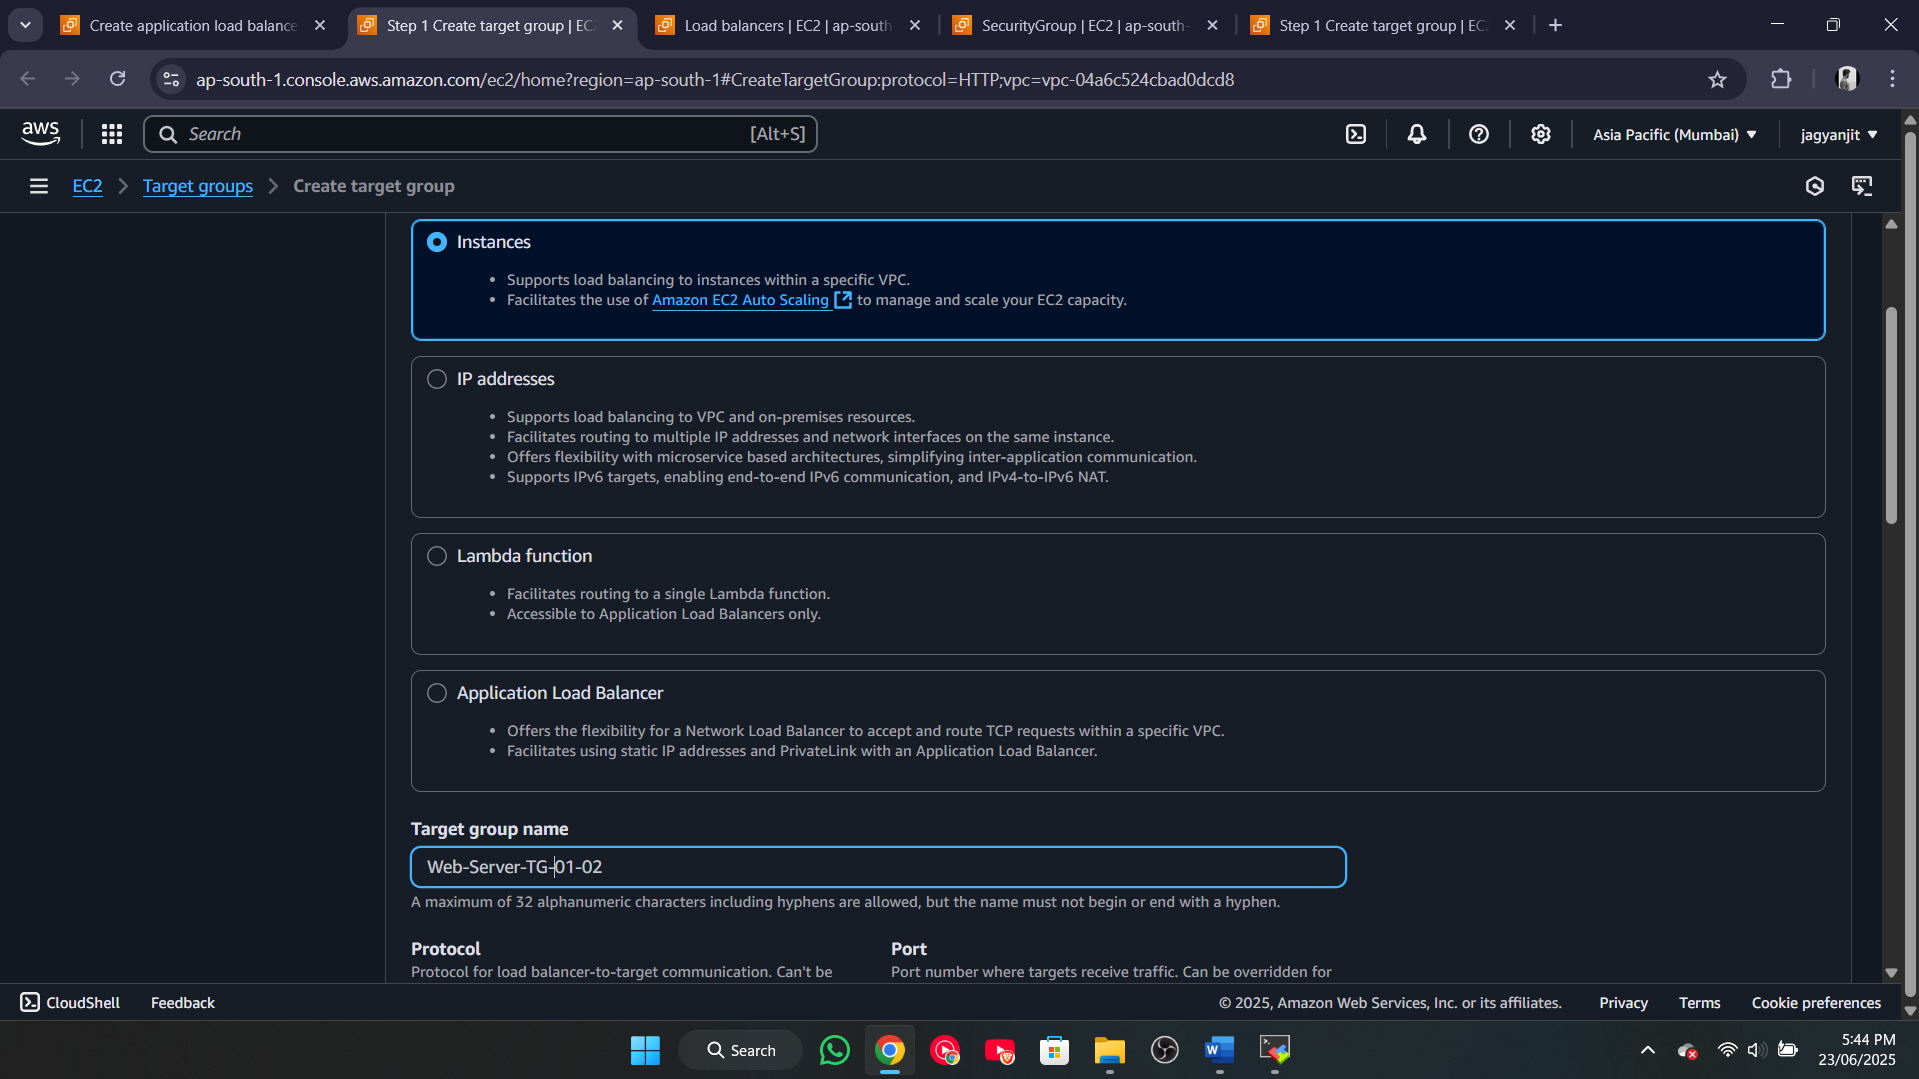 Create application load balance
Step 1 Create target group | EC2
Load balancers | EC2 | ap-south
SecurityGroup | EC2 | ap-south-
Step 1 Create target group | EC2
ap-south-1.console.aws.amazon.com/ec2/home?region=ap-south-1#CreateTargetGroup:protocol=HTTP;vpc=vpc-04a6c524cbad0dcd8
aws
Search
[Alt+S]
Asia Pacific (Mumbai)
jagyanjit
EC2
Target groups
Create target group
Instances
• Supports load balancing to instances within a specific VPC.
• Facilitates the use of Amazon EC2 Auto Scaling to manage and scale your EC2 capacity.
IP addresses
• Supports load balancing to VPC and on-premises resources.
• Facilitates routing to multiple IP addresses and network interfaces on the same instance.
• Offers flexibility with microservice based architectures, simplifying inter-application communication.
• Supports IPv6 targets, enabling end-to-end IPv6 communication, and IPv4-to-IPv6 NAT.
Lambda function
• Facilitates routing to a single Lambda function.
• Accessible to Application Load Balancers only.
Application Load Balancer
• Offers the flexibility for a Network Load Balancer to accept and route TCP requests within a specific VPC.
• Facilitates using static IP addresses and PrivateLink with an Application Load Balancer.
Target group name
Web-Server-TG-01-02
A maximum of 32 alphanumeric characters including hyphens are allowed, but the name must not begin or end with a hyphen.
Protocol
Port
Protocol for load balancer-to-target communication. Can't be
Port number where targets receive traffic. Can be overridden for
CloudShell
Feedback
© 2025, Amazon Web Services, Inc. or its affiliates.
Privacy
Terms
Cookie preferences
Search
5:44 PM
23/06/2025